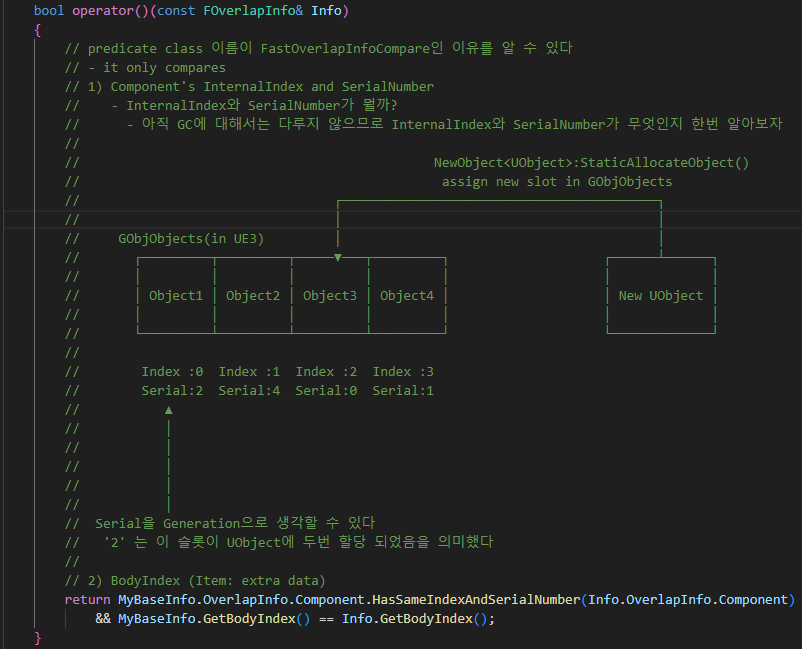 bool operator()(const FOverlapInfo& Info)
{
// predicate class 이름이 FastOverlapInfoCompare인 이유를 알 수 있다
// - it only compares
// 1) Component's InternalIndex and SerialNumber
//    - InternalIndex와 SerialNumber가 뭘까?
//      - 아직 GC에 대해서는 다루지 않으므로 InternalIndex와 SerialNumber가 무엇인지 한번 알아보자
//
//    NewObject<UObject>:StaticAllocateObject()
//    assign new slot in GObjObjects
//
//
//    GObjObjects(in UE3)
//
//
//    Object1  Object2  Object3  Object4    New UObject
//
//
//
//    Index :0  Index :1  Index :2  Index :3
//    Serial:2  Serial:4  Serial:0  Serial:1
//    ▲
//
//
//
//
//
//  Serial을 Generation으로 생각할 수 있다
//   '2' 는 이 슬롯이 UObject에 두번 할당 되었음을 의미했다
//
// 2) BodyIndex (Item: extra data)
return MyBaseInfo.OverlapInfo.Component.HasSameIndexAndSerialNumber(Info.OverlapInfo.Component)
&& MyBaseInfo.GetBodyIndex() == Info.GetBodyIndex();
}